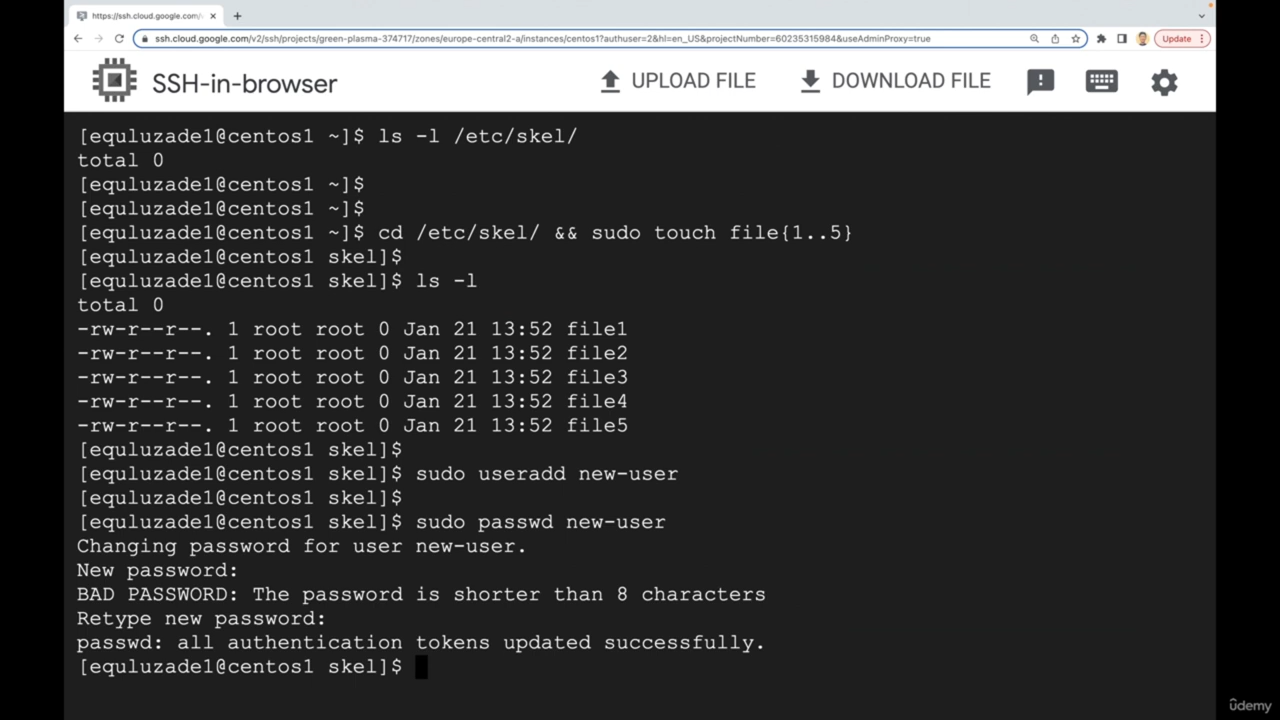 https://ssh.cloud.google.com/v
ssh.cloud.google.com/v2/ssh/projects/green-plasma-374717/zones/europe-central2-a/instances/centos1?authuser=2&hl=en_US&projectNumber=60235315984&useAdminProxy=true
Update
SSH-in-browser
UPLOAD FILE
DOWNLOAD FILE
[equluzade1@centos1 ~]$ ls -l /etc/skel/
total 0
[equluzade1@centos1 ~]$
[equluzade1@centos1 ~]$
[equluzade1@centos1 ~]$ cd /etc/skel/ && sudo touch file{1..5}
[equluzade1@centos1 skel]$
[equluzade1@centos1 skel]$ ls -l
total 0
-rw-r--r--. 1 root root 0 Jan 21 13:52 file1
-rw-r--r--. 1 root root 0 Jan 21 13:52 file2
-rw-r--r--. 1 root root 0 Jan 21 13:52 file3
-rw-r--r--. 1 root root 0 Jan 21 13:52 file4
-rw-r--r--. 1 root root 0 Jan 21 13:52 file5
[equluzade1@centos1 skel]$
[equluzade1@centos1 skel]$ sudo useradd new-user
[equluzade1@centos1 skel]$
[equluzade1@centos1 skel]$ sudo passwd new-user
Changing password for user new-user.
New password:
BAD PASSWORD: The password is shorter than 8 characters
Retype new password:
passwd: all authentication tokens updated successfully.
[equluzade1@centos1 skel]$
ûdemy